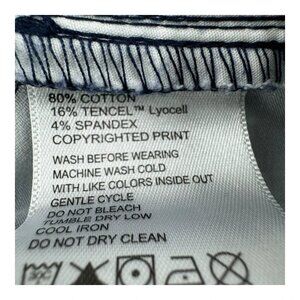 80% COTTON
16% TENCEL™ Lyocell
4% SPANDEX
COPYRIGHTED PRINT
WASH BEFORE WEARING
MACHINE WASH COLD
WITH LIKE COLORS INSIDE OUT
GENTLE CYCLE
DO NOT BLEACH
TUMBLE DRY LOW
COOL IRON
DO NOT DRY CLEAN